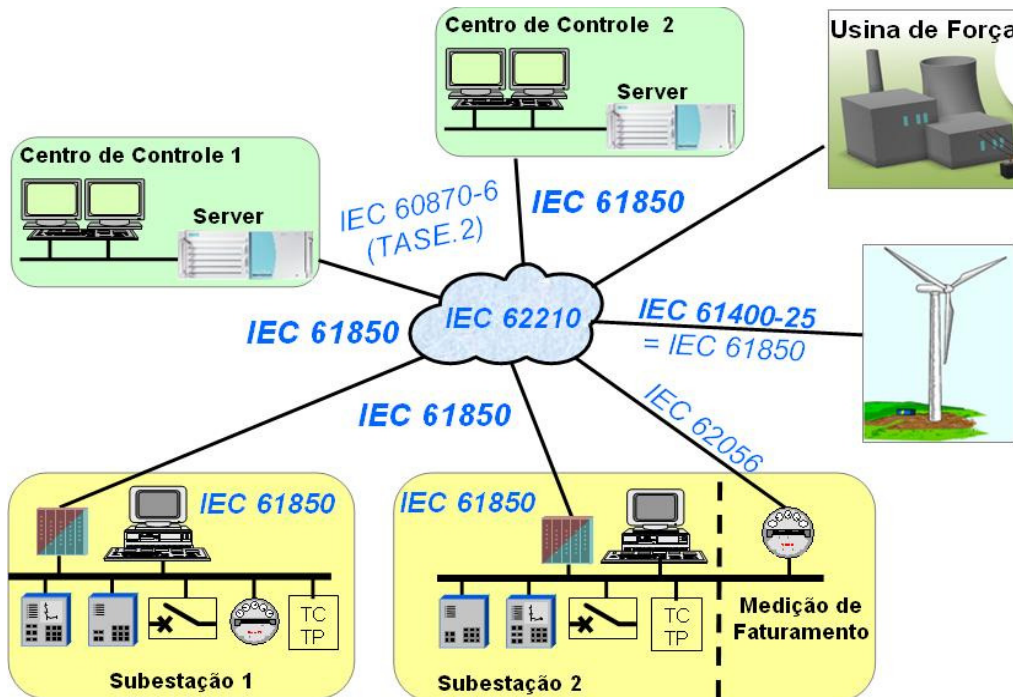 Centro de Controle 2
Server
Usina de Força
Centro de Controle 1
Server
IEC 60870-6
(TASE.2)
IEC 61850
IEC 61850
IEC 62210
IEC 61400-25
= IEC 61850
IEC 61850
IEC 62056
IEC 61850
IEC 61850
TC
TP
TC
TP
Medição de
Faturamento
Subestação 1
Subestação 2